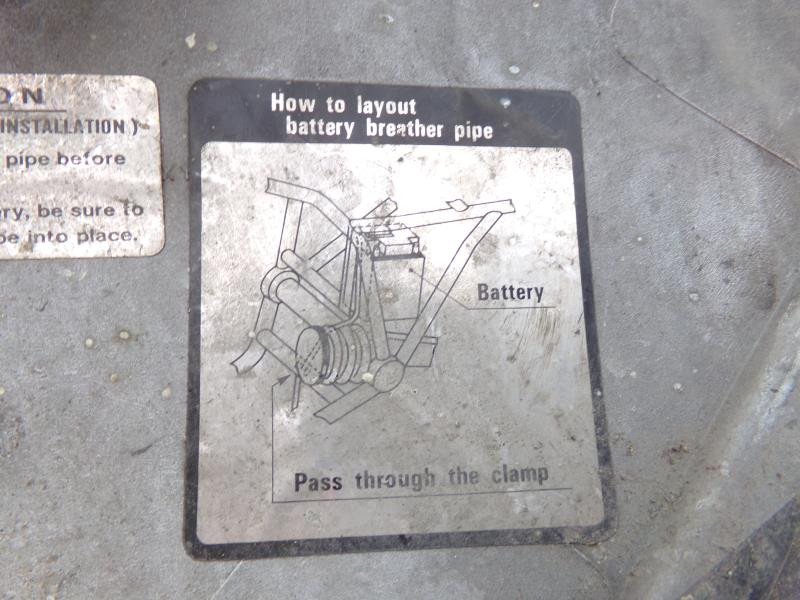 ON
INSTALLATION )
pipe before
ry, be sure to
be into place.
How to layout
battery breather pipe
Battery
Pass through the clamp